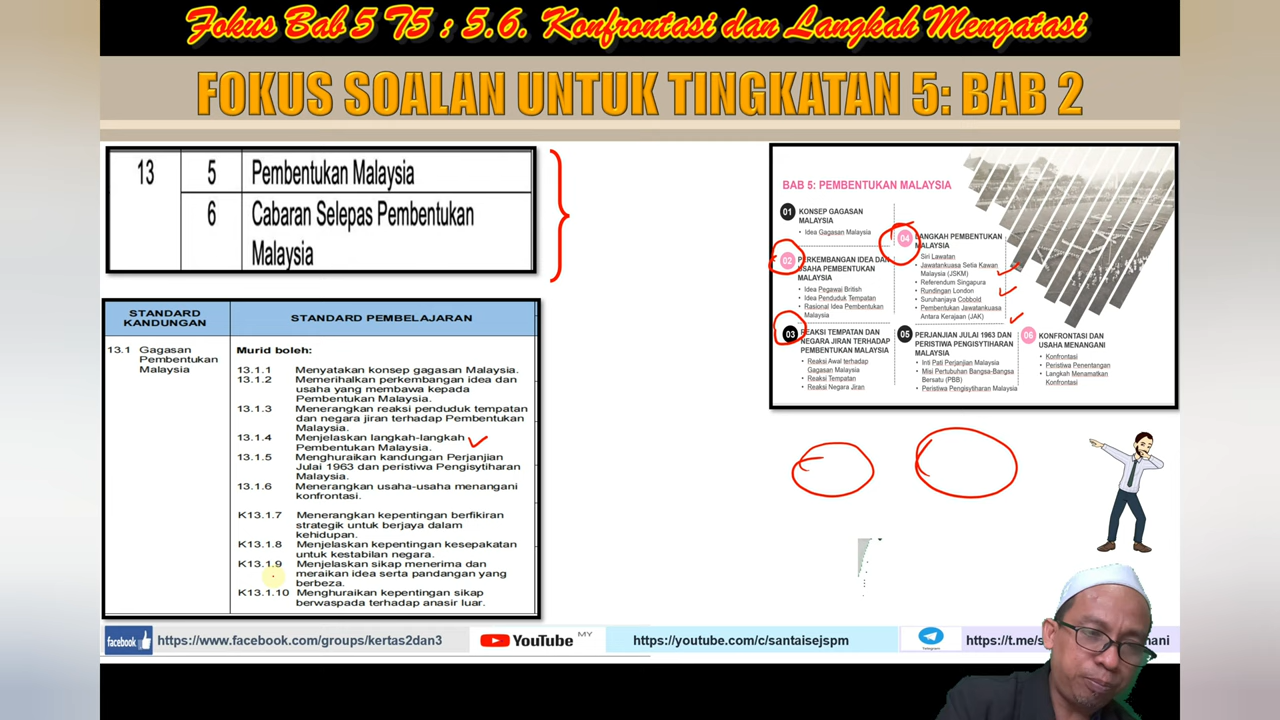 Fokus Bab 5 T5 : 5.6. Konfrontasi dan Langkah Mengatasi
FOKUS SOALAN UNTUK TINGKATAN 5: BAB 2
13 5 Pembentukan Malaysia
6 Cabaran Selepas Pembentukan
Malaysia
STANDARD
KANDUNGAN
STANDARD PEMBELAJARAN
13.1 Gagasan
Pembentukan
Malaysia
Murid boleh:
13.1.1 Menyatakan konsep gagasan Malaysia.
13.1.2 Memerihalkan perkembangan idea dan
usaha yang membawa kepada
Pembentukan Malaysia.
13.1.3 Menerangkan reaksi penduduk tempatan
dan negara jiran terhadap Pembentukan
Malaysia.
13.1.4 Menjelaskan langkah-langkah
Pembentukan Malaysia.
13.1.5 Menghuraikan kandungan Perjanjian
Julai 1963 dan peristiwa Pengisytiharan
Malaysia.
13.1.6 Menerangkan usaha-usaha menangani
konfrontasi.
K13.1.7 Menerangkan kepentingan berfikiran
strategik untuk berjaya dalam
kehidupan.
K13.1.8 Menjelaskan kepentingan kesepakatan
untuk kestabilan negara.
K13.1.9 Menjelaskan sikap menerima dan
meraikan idea serta pandangan yang
berbeza.
K13.1.10 Menghuraikan kepentingan sikap
berwaspada terhadap anasir luar.
BAB 5: PEMBENTUKAN MALAYSIA
01 KONSEP GAGASAN
MALAYSIA
• Idea Gagasan Malaysia
02 PERKEMBANGAN IDEA DAN
USAHA PEMBENTUKAN
MALAYSIA
• Idea Pegawai British
• Idea Penduduk Tempatan
• Rasional Idea Pembentukan
Malaysia
03 REAKSI TEMPATAN DAN
NEGARA JIRAN TERHADAP
PEMBENTUKAN MALAYSIA
• Reaksi Awal terhadap
Gagasan Malaysia
• Reaksi Tempatan
• Reaksi Negara Jiran
04 LANGKAH PEMBENTUKAN
MALAYSIA
Siri Lawatan
• Jawatankuasa Setia Kawan
Malaysia (JSKM)
• Referendum Singapura
• Rundingan London
• Suruhanjaya Cobbold
• Pembentukan Jawatankuasa
Antara Kerajaan (JAK)
05 PERJANJIAN JULAI 1963 DAN
PERISTIWA PENGISYTIHARAN
MALAYSIA
• Inti Pati Perjanjian Malaysia
• Misi Pertubuhan Bangsa-Bangsa
Bersatu (PBB)
• Peristiwa Pengisytiharan Malaysia
06 KONFRONTASI DAN
USAHA MENANGANI
• Konfrontasi
• Peristiwa Penentangan
• Langkah Menamatkan
Konfrontasi
facebook https://www.facebook.com/groups/kertas2dan3 YouTube MY https://youtube.com/c/santaisejspm Telegram https://t.me/s